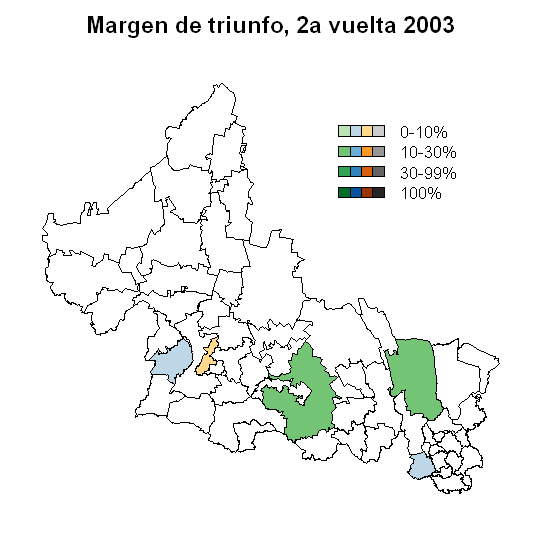 Margen de triunfo, 2a vuelta 2003
0-10%
10-30%
30-99%
100%